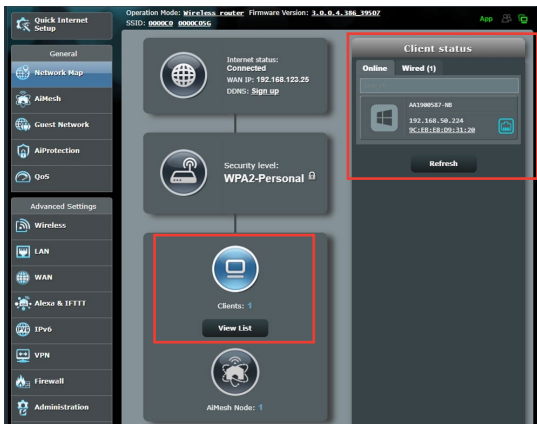 Quick Internet
Setup
Operation Mode: Wireless router Firmware Version: 3.0.0.4.386_39507
SSID: 0000C0 0000C05G
App
General
Network Map
AiMesh
Guest Network
AiProtection
QoS
Advanced Settings
Wireless
LAN
WAN
Alexa & IFTTT
IPv6
VPN
Firewall
Administration
Internet status:
Connected
WAN IP: 192.168.123.25
DDNS: Sign up
Security level:
WPA2-Personal
Clients: 1
View List
AiMesh Node: 1
Client status
Online Wired (1)
AA1900587-NB
192.168.50.224
9C:EB:E8:D9:31:20
Refresh